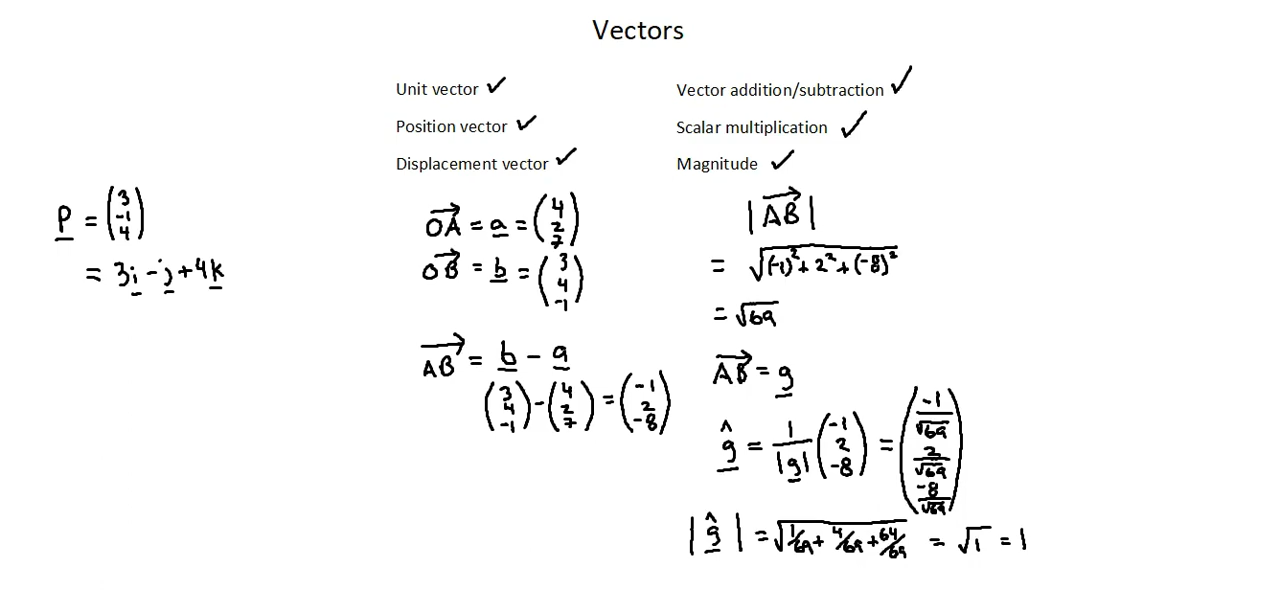 Vectors
Unit vector ✓
Position vector ✓
Displacement vector ✓
Vector addition/subtraction ✓
Scalar multiplication ✓
Magnitude ✓
p = (3 -1 4)
= 3i - j + 4k
OA = a = (4 2 7)
OB = b = (3 4 -1)
AB = b - a
(3 4 -1) - (4 2 7) = (-1 2 -8)
|AB|
= √(-1)² + 2² + (-8)²
= √69
AB = g
ĝ = 1/|g| (-1 2 -8) = (-1/√69 2/√69 -8/√69)
|ĝ| = √1/69 + 4/69 + 64/69 = √1 = 1